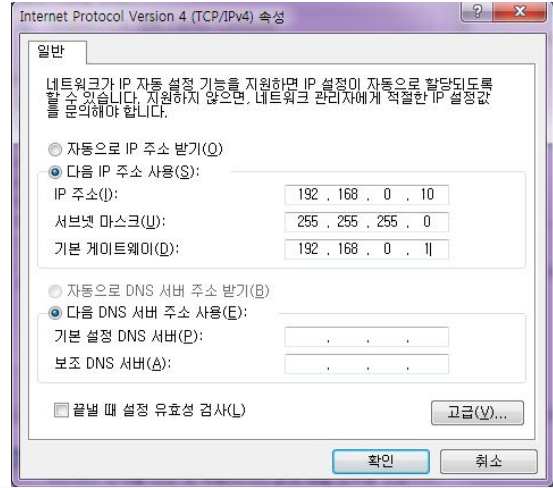 Internet Protocol Version 4 (TCP/IPv4) 속성
일반
네트워크가 IP 자동 설정 기능을 지원하면 IP 설정이 자동으로 할당되도록
할 수 있습니다. 지원하지 않으면, 네트워크 관리자에게 적절한 IP 설정값
을 문의해야 합니다.
자동으로 IP 주소 받기(O)
다음 IP 주소 사용(S):
IP 주소(I): 192 . 168 . 0 . 10
서브넷 마스크(U): 255 . 255 . 255 . 0
기본 게이트웨이(D): 192 . 168 . 0 . 1
자동으로 DNS 서버 주소 받기(B)
다음 DNS 서버 주소 사용(E):
기본 설정 DNS 서버(P): . . .
보조 DNS 서버(A): . . .
끝낼 때 설정 유효성 검사(L)
고급(V)...
확인
취소